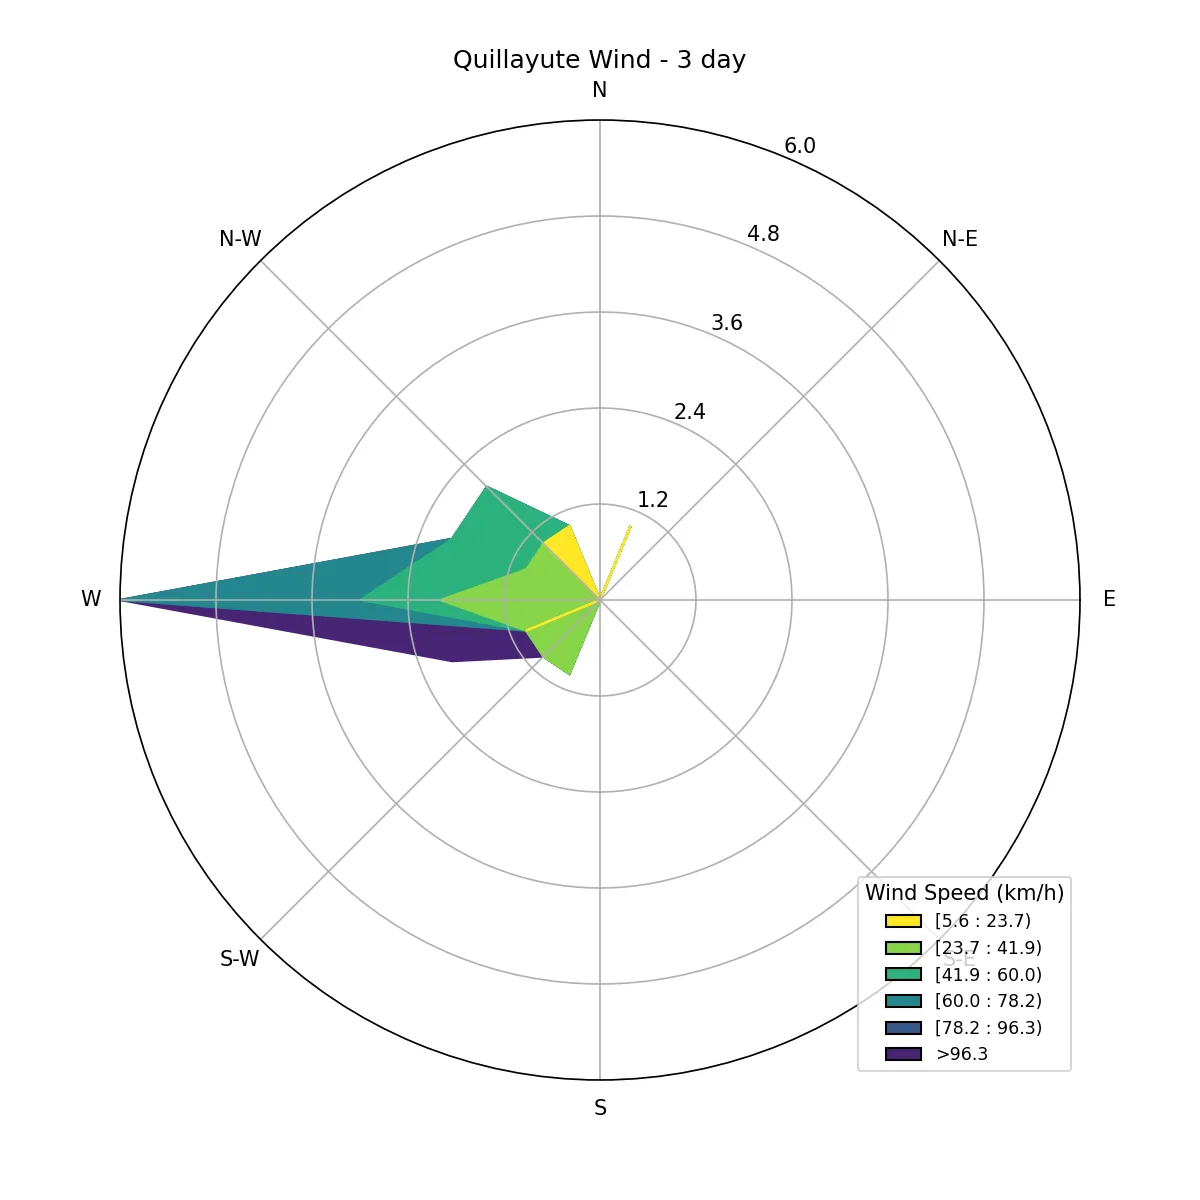 Quillayute Wind - 3 day
N
6.0
N-W
N-E
4.8
3.6
2.4
1.2
W
E
S-W
S-E
S
Wind Speed (km/h)
[5.6 : 23.7)
[23.7 : 41.9)
[41.9 : 60.0)
[60.0 : 78.2)
[78.2 : 96.3)
>96.3